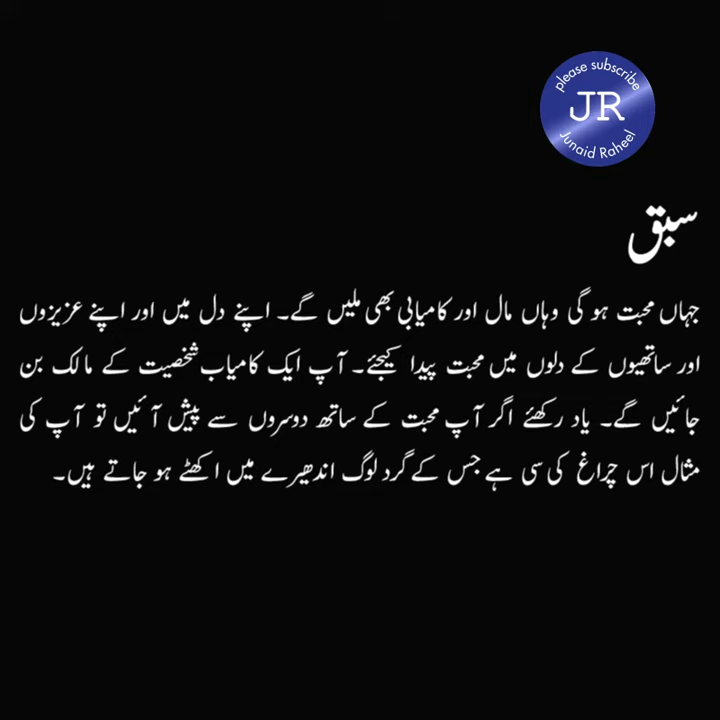 please subscribe
JR
Junaid Raheel
سبق
جہاں محبت ہو گی وہاں مال اور کامیابی بھی ملیں گے۔ اپنے دل میں اور اپنے عزیزوں
اور ساتھیوں کے دلوں میں محبت پیدا کیجئے۔ آپ ایک کامیاب شخصیت کے مالک بن
جائیں گے۔ یاد رکھئے اگر آپ محبت کے ساتھ دوسروں سے پیش آئیں تو آپ کی
مثال اس چراغ کی سی ہے جس کے گرد لوگ اندھیرے میں اکھٹے ہو جاتے ہیں۔